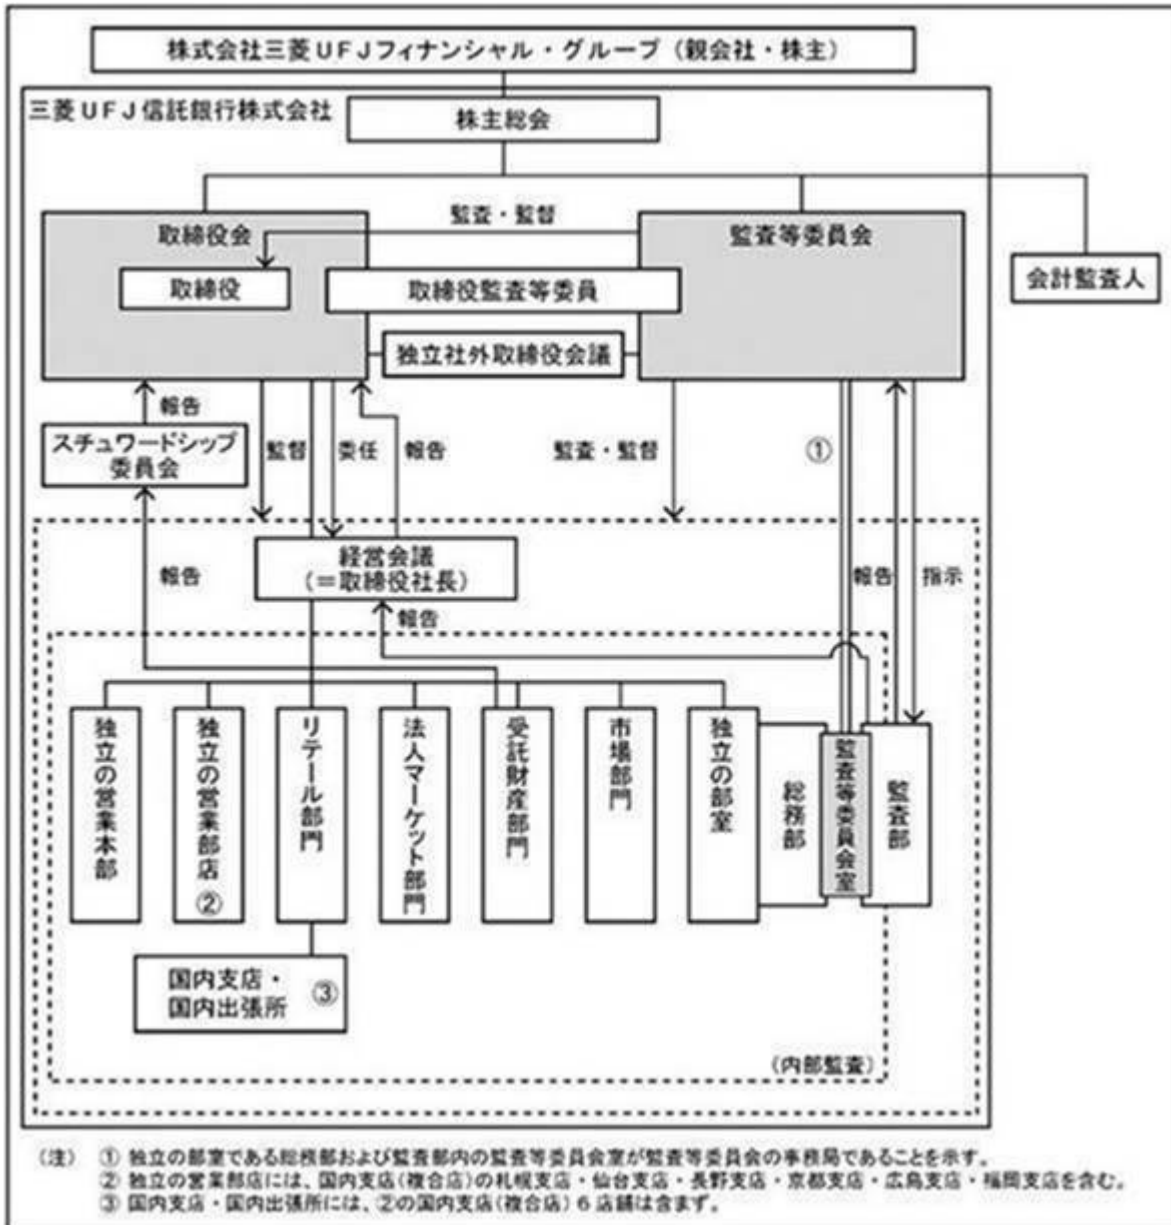 株式会社三菱UFJフィナンシャル・グループ（親会社・株主）
三菱UFJ信託銀行株式会社
株主総会
監査・監督
取締役会
監査等委員会
取締役
取締役監査等委員
会計監査人
独立社外取締役会議
報告
スチュワードシップ
委員会
監督
委任
報告
監査・監督
①
経営会議
（＝取締役社長）
報告
報告
報告
指示
独立の営業本部
独立の営業部店②
リテール部門
法人マーケット部門
受託財産部門
市場部門
独立の部室
総務部
監査等委員会室
監査部
国内支店・
国内出張所
③
（内部監査）
（注） ① 独立の部室である総務部および監査部内の監査等委員会室が監査等委員会の事務局であることを示す。
② 独立の営業部店には、国内支店（複合店）の札幌支店・仙台支店・長野支店・京都支店・広島支店・福岡支店を含む。
③ 国内支店・国内出張所には、②の国内支店（複合店）６店舗は含まず。